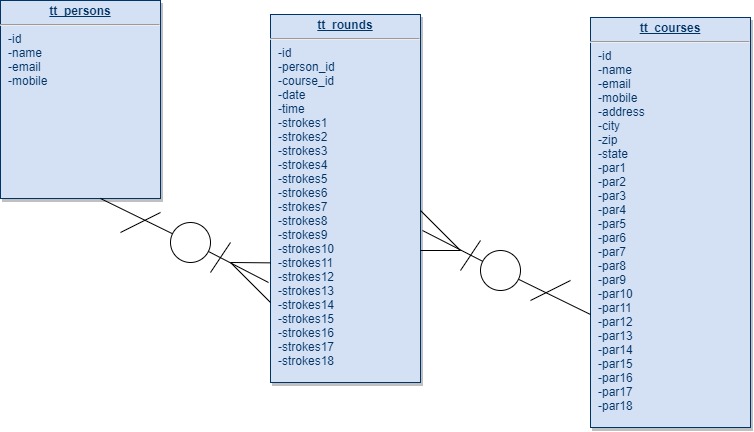 tt_persons
-id
-name
-email
-mobile
tt_rounds
-id
-person_id
-course_id
-date
-time
-strokes1
-strokes2
-strokes3
-strokes4
-strokes5
-strokes6
-strokes7
-strokes8
-strokes9
-strokes10
-strokes11
-strokes12
-strokes13
-strokes14
-strokes15
-strokes16
-strokes17
-strokes18
tt_courses
-id
-name
-email
-mobile
-address
-city
-zip
-state
-par1
-par2
-par3
-par4
-par5
-par6
-par7
-par8
-par9
-par10
-par11
-par12
-par13
-par14
-par15
-par16
-par17
-par18